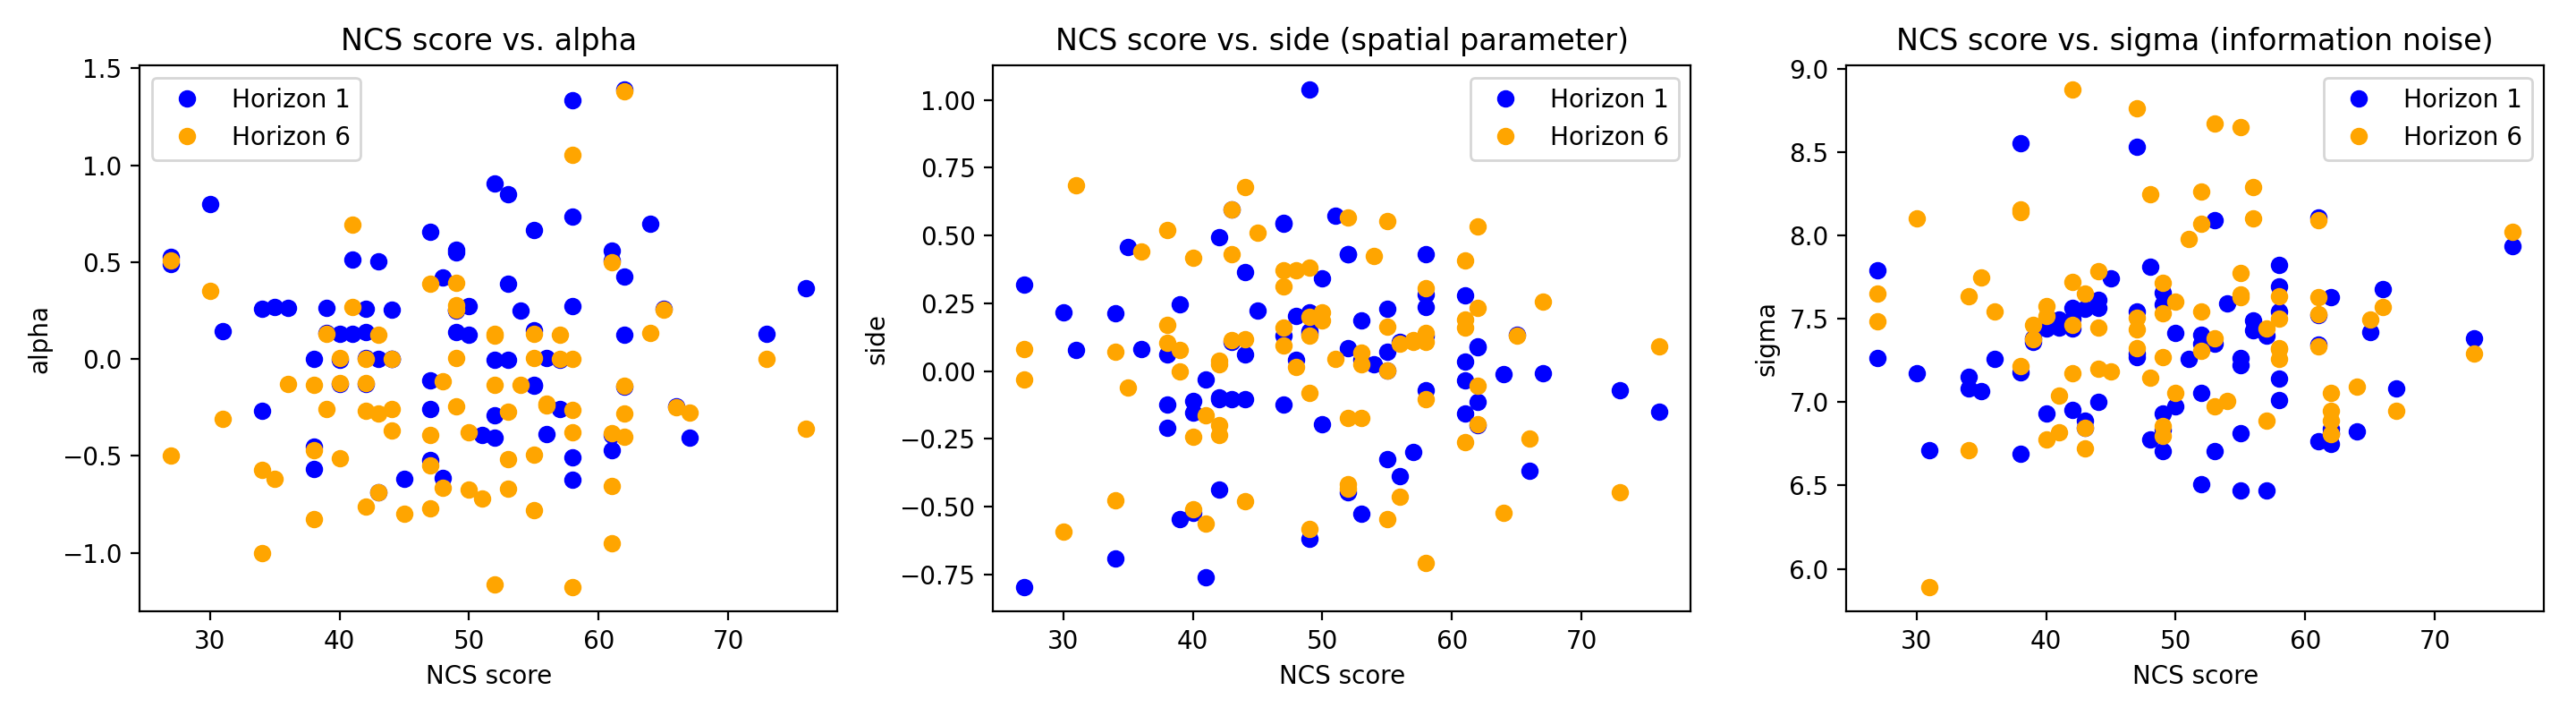 NCS score vs. alpha
1.5
1.0
0.5
0.0
−0.5
−1.0
alpha
Horizon 1
Horizon 6
30 40 50 60 70
NCS score
NCS score vs. side (spatial parameter)
1.00
0.75
0.50
0.25
0.00
−0.25
−0.50
−0.75
side
Horizon 1
Horizon 6
30 40 50 60 70
NCS score
NCS score vs. sigma (information noise)
9.0
8.5
8.0
7.5
7.0
6.5
6.0
sigma
Horizon 1
Horizon 6
30 40 50 60 70
NCS score